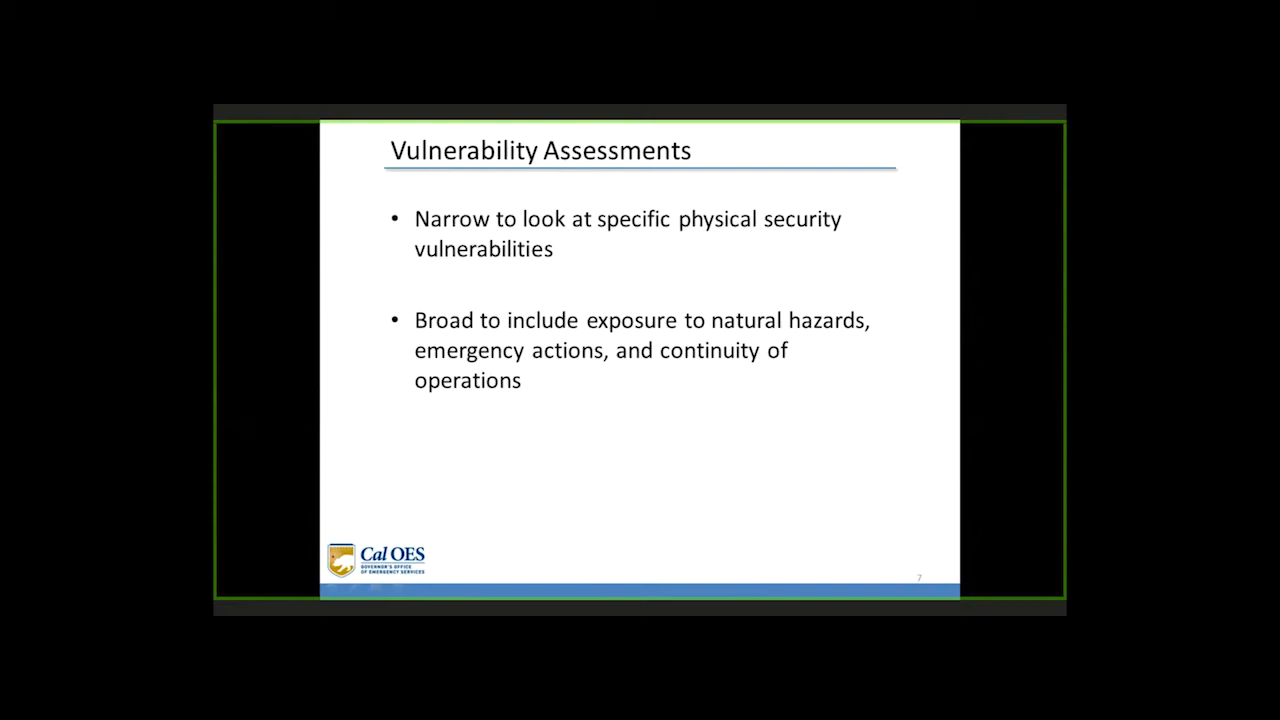 Vulnerability Assessments
• Narrow to look at specific physical security
vulnerabilities
• Broad to include exposure to natural hazards,
emergency actions, and continuity of
operations
Cal OES
GOVERNOR'S OFFICE
OF EMERGENCY SERVICES
7